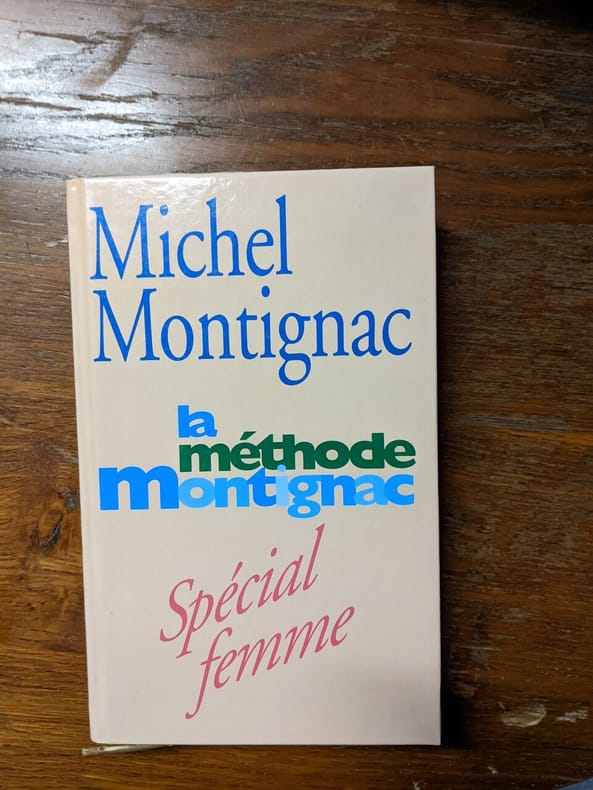 Michel
Montignac
la
méthode
montignac
Spécial
femme